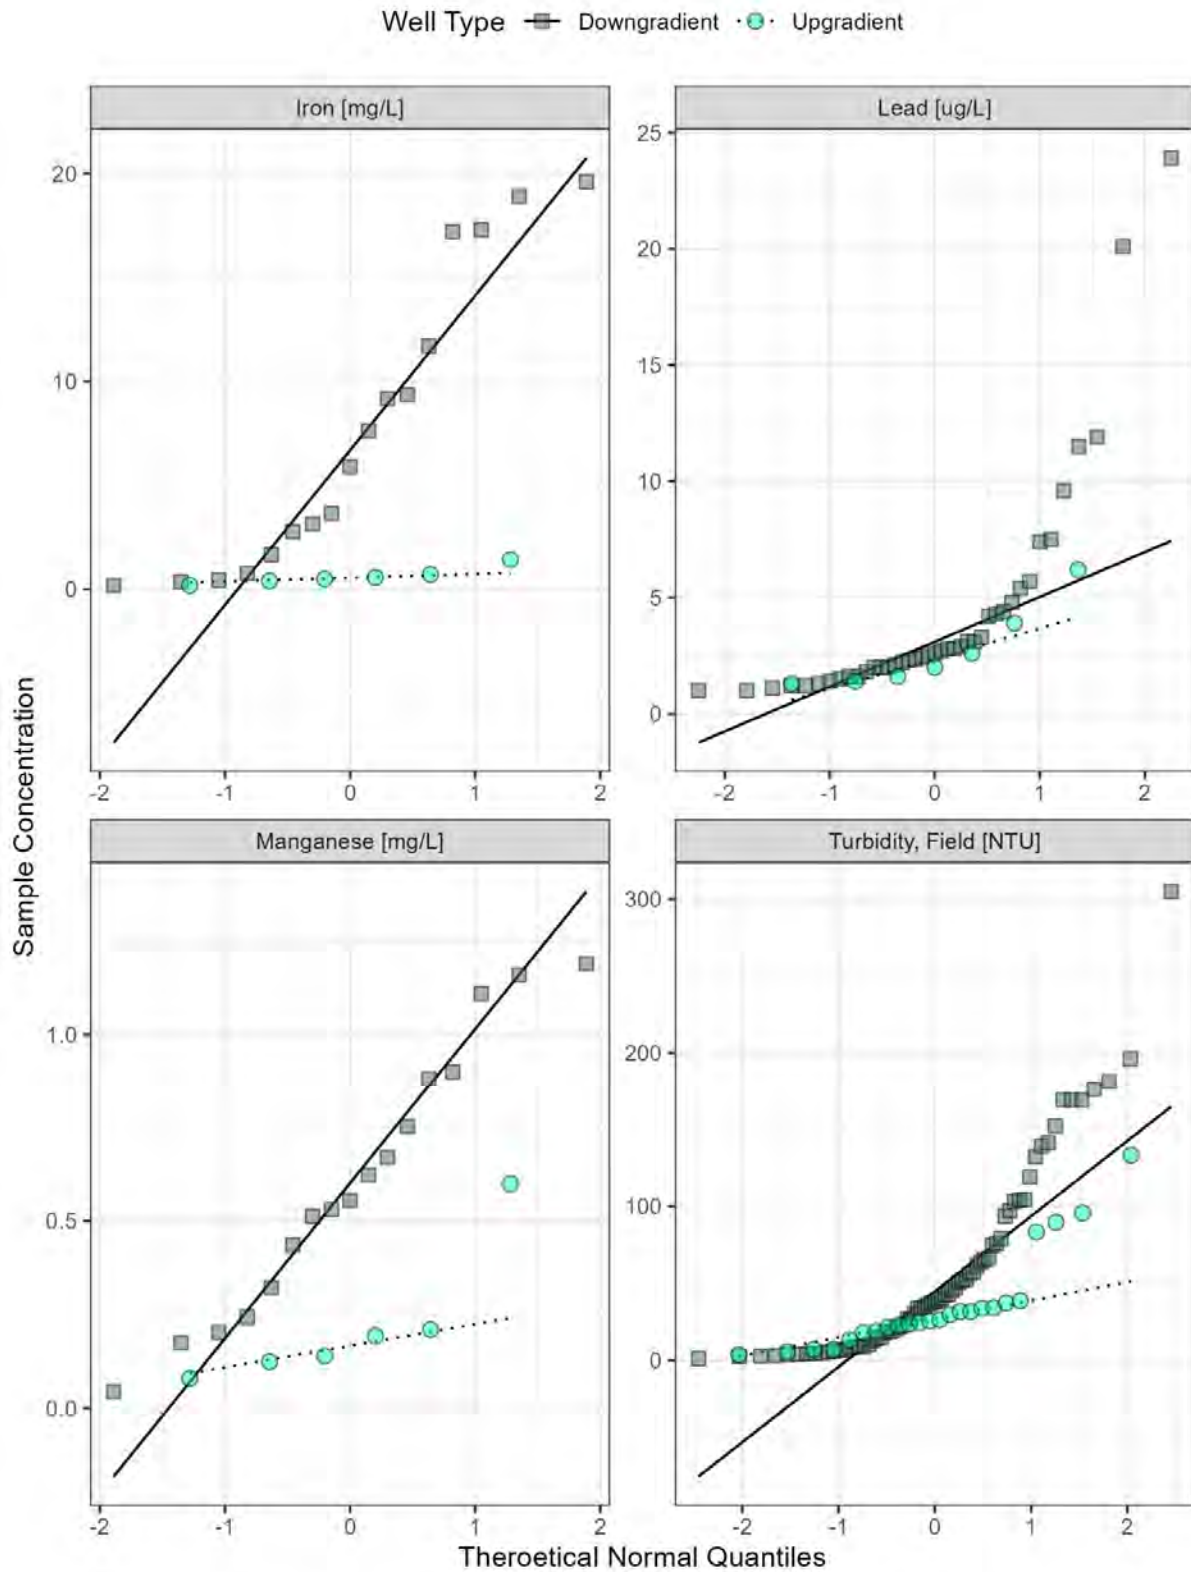 Well Type Downgradient Upgradient
Iron [mg/L] Lead [ug/L]
20
10
0
25
20
15
10
5
0
-2 -1 0 1 2
-2 -1 0 1 2
Sample Concentration
Manganese [mg/L] Turbidity, Field [NTU]
1.0
0.5
0.0
300
200
100
0
-2 -1 0 1 2
-2 -1 0 1 2
Theroetical Normal Quantiles